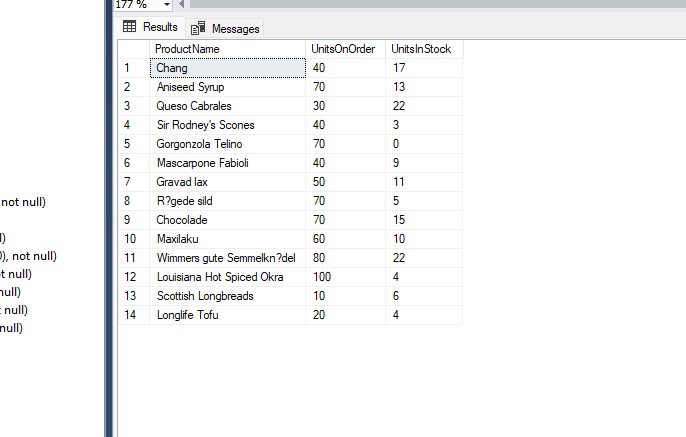 177 %
Results Messages
ProductName UnitsOnOrder UnitsInStock
1 Chang 40 17
2 Aniseed Syrup 70 13
3 Queso Cabrales 30 22
4 Sir Rodney's Scones 40 3
5 Gorgonzola Telino 70 0
6 Mascarpone Fabioli 40 9
7 Gravad lax 50 11
not null) 8 R?gede sild 70 5
9 Chocolade 70 15
l) 10 Maxilaku 60 10
), not null) 11 Wimmers gute Semmelkn?del 80 22
t null) 12 Louisiana Hot Spiced Okra 100 4
null) 13 Scottish Longbreads 10 6
null) 14 Longlife Tofu 20 4
null)